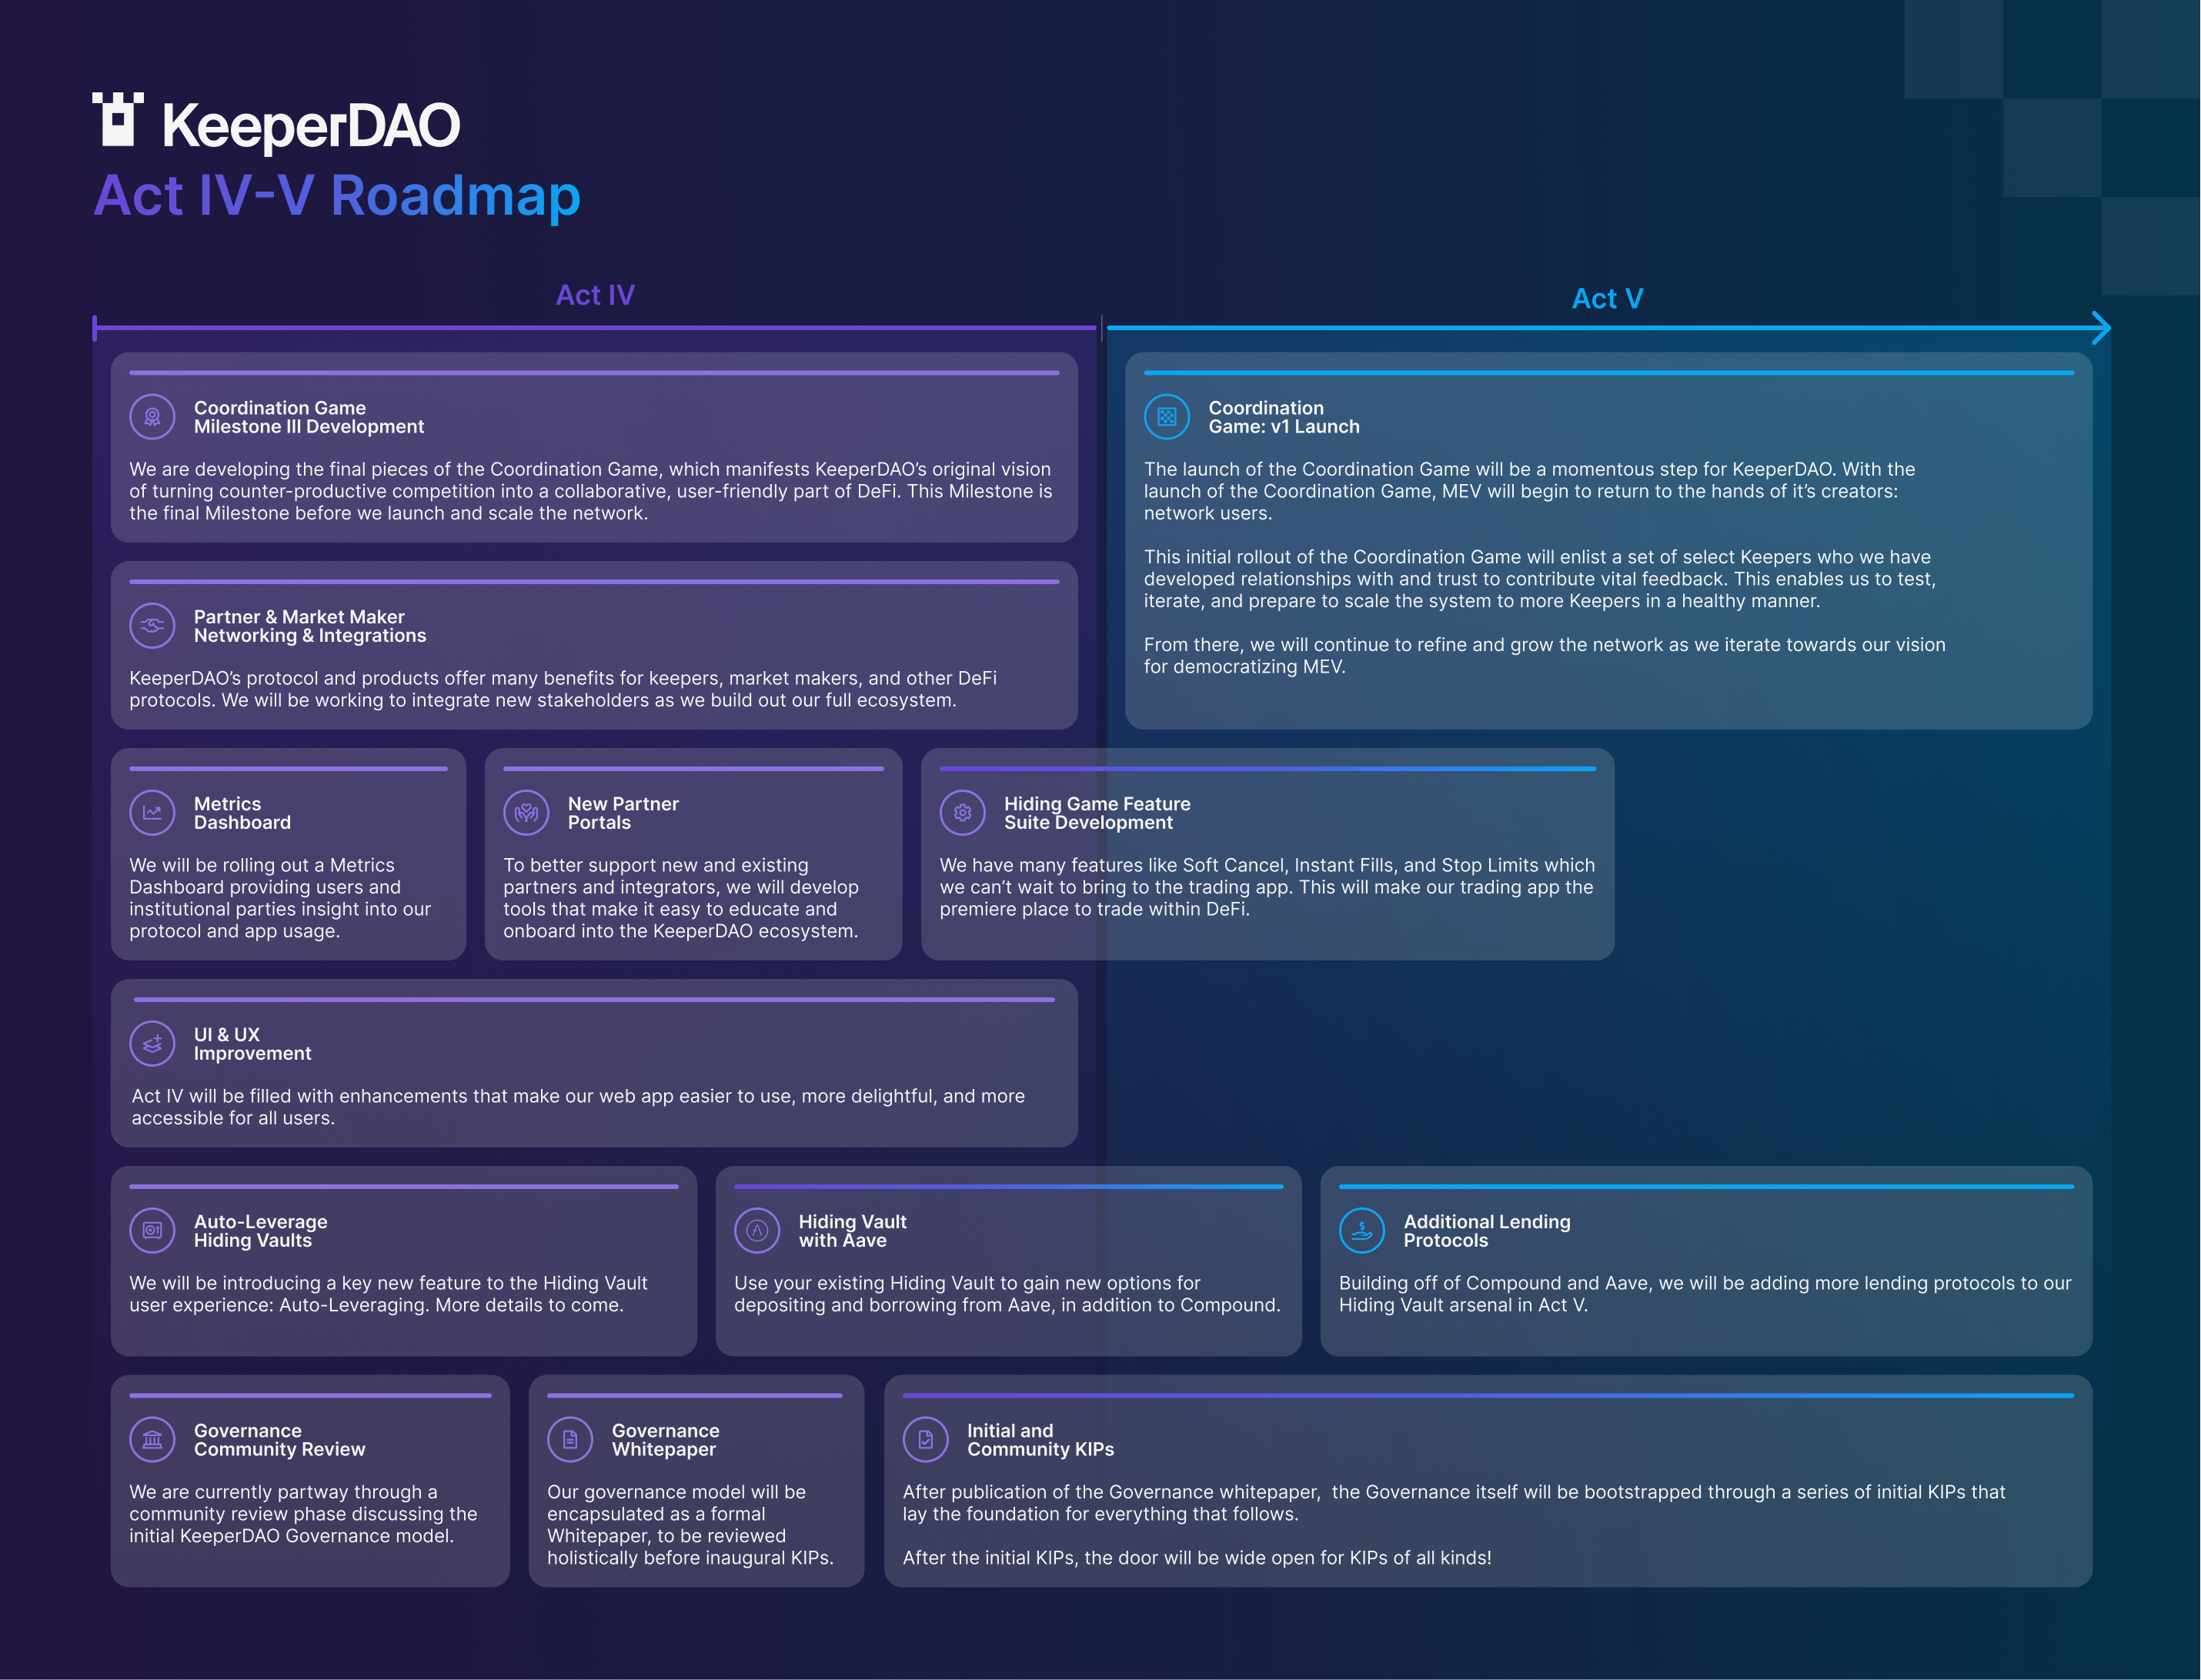 KeeperDAO
Act IV-V Roadmap
Act IV
Act V
Coordination Game
Milestone III Development
We are developing the final pieces of the Coordination Game, which manifests KeeperDAO’s original vision
of turning counter-productive competition into a collaborative, user-friendly part of DeFi. This Milestone is
the final Milestone before we launch and scale the network.
Coordination
Game: v1 Launch
The launch of the Coordination Game will be a momentous step for KeeperDAO. With the
launch of the Coordination Game, MEV will begin to return to the hands of it’s creators:
network users.
This initial rollout of the Coordination Game will enlist a set of select Keepers who we have
developed relationships with and trust to contribute vital feedback. This enables us to test,
iterate, and prepare to scale the system to more Keepers in a healthy manner.
From there, we will continue to refine and grow the network as we iterate towards our vision
for democratizing MEV.
Partner & Market Maker
Networking & Integrations
KeeperDAO’s protocol and products offer many benefits for keepers, market makers, and other DeFi
protocols. We will be working to integrate new stakeholders as we build out our full ecosystem.
Metrics
Dashboard
We will be rolling out a Metrics
Dashboard providing users and
institutional parties insight into our
protocol and app usage.
New Partner
Portals
To better support new and existing
partners and integrators, we will develop
tools that make it easy to educate and
onboard into the KeeperDAO ecosystem.
Hiding Game Feature
Suite Development
We have many features like Soft Cancel, Instant Fills, and Stop Limits which
we can’t wait to bring to the trading app. This will make our trading app the
premiere place to trade within DeFi.
UI & UX
Improvement
Act IV will be filled with enhancements that make our web app easier to use, more delightful, and more
accessible for all users.
Auto-Leverage
Hiding Vaults
We will be introducing a key new feature to the Hiding Vault
user experience: Auto-Leveraging. More details to come.
Hiding Vault
with Aave
Use your existing Hiding Vault to gain new options for
depositing and borrowing from Aave, in addition to Compound.
Additional Lending
Protocols
Building off of Compound and Aave, we will be adding more lending protocols to our
Hiding Vault arsenal in Act V.
Governance
Community Review
We are currently partway through a
community review phase discussing the
initial KeeperDAO Governance model.
Governance
Whitepaper
Our governance model will be
encapsulated as a formal
Whitepaper, to be reviewed
holistically before inaugural KIPs.
Initial and
Community KIPs
After publication of the Governance whitepaper,  the Governance itself will be bootstrapped through a series of initial KIPs that
lay the foundation for everything that follows.
After the initial KIPs, the door will be wide open for KIPs of all kinds!